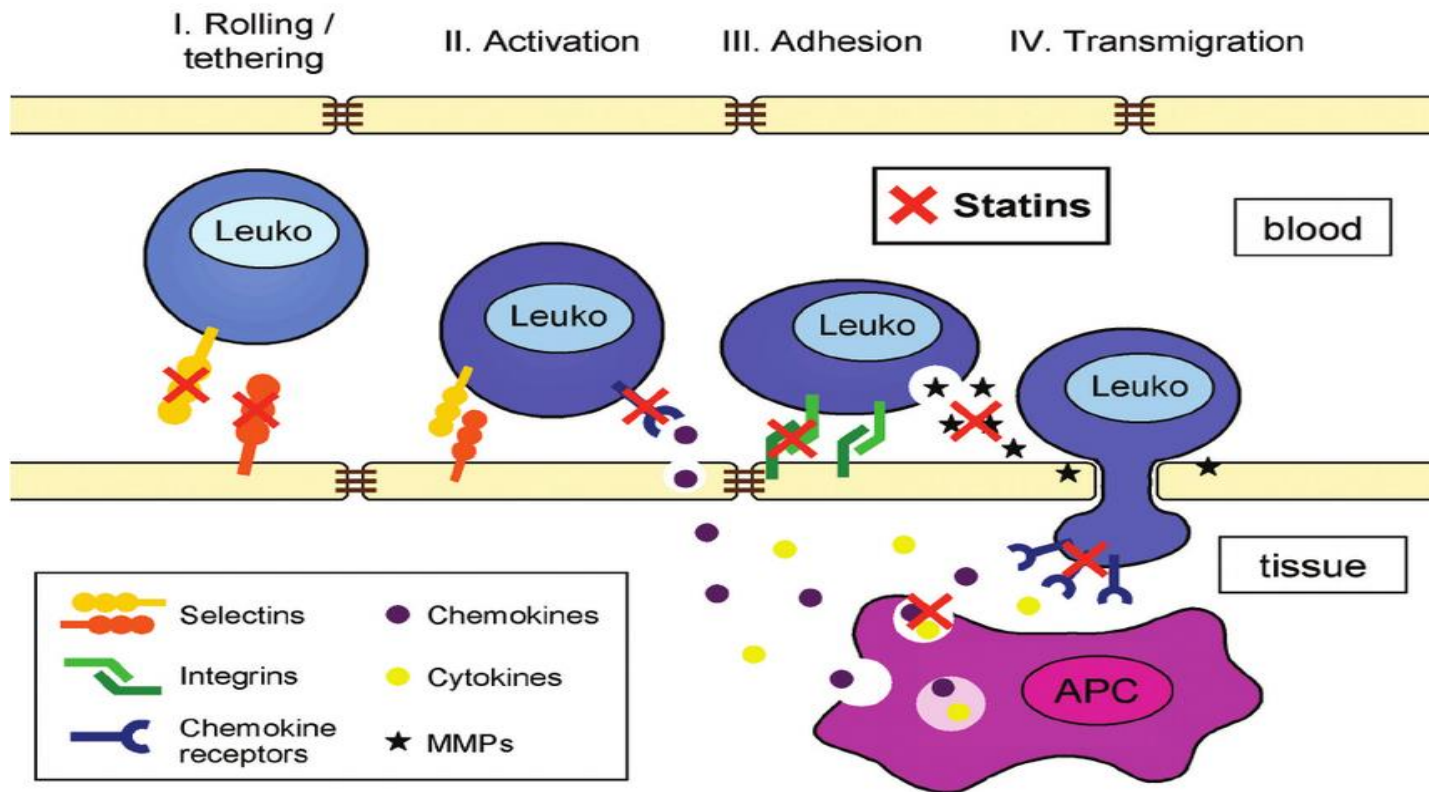 I. Rolling /
tethering
II. Activation
III. Adhesion
IV. Transmigration
Statins
blood
Leuko
Leuko
Leuko
Leuko
tissue
Selectins
Chemokines
Integrins
Cytokines
Chemokine
receptors
MMPs
APC